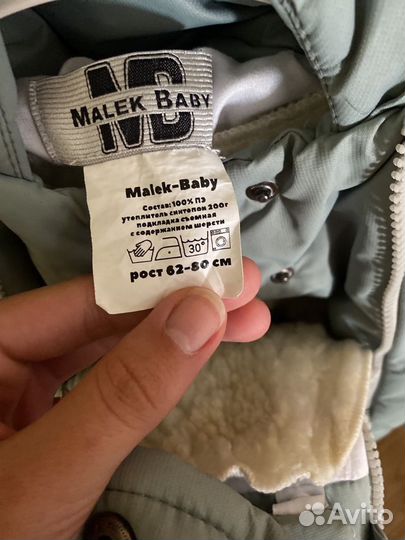 MB
MALEK BABY
Malek-Baby
Состав: 100% ПЭ
утеплитель синтопон 200г
подкладка съемная
с содержанием шерсти
30°
рост 62-80 см
Avito